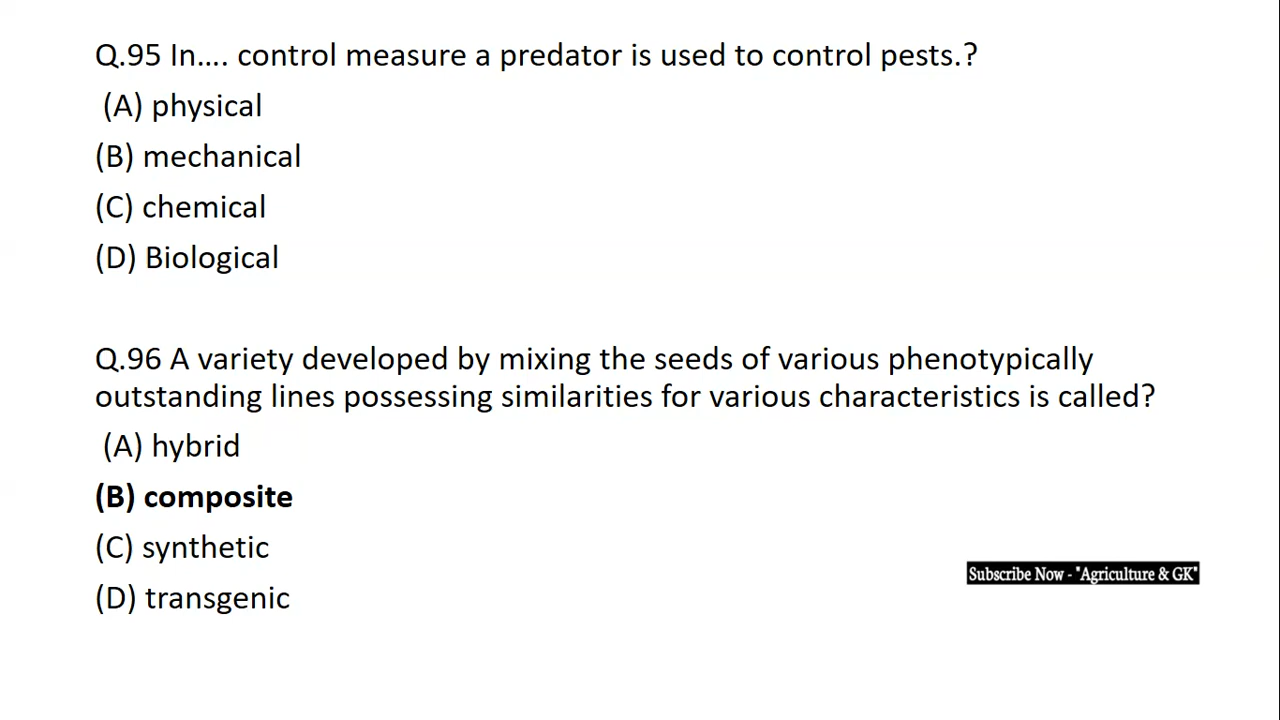 Q.95 In.... control measure a predator is used to control pests.?
(A) physical
(B) mechanical
(C) chemical
(D) Biological
Q.96 A variety developed by mixing the seeds of various phenotypically
outstanding lines possessing similarities for various characteristics is called?
(A) hybrid
(B) composite
(C) synthetic
Subscribe Now - "Agriculture & GK"
(D) transgenic